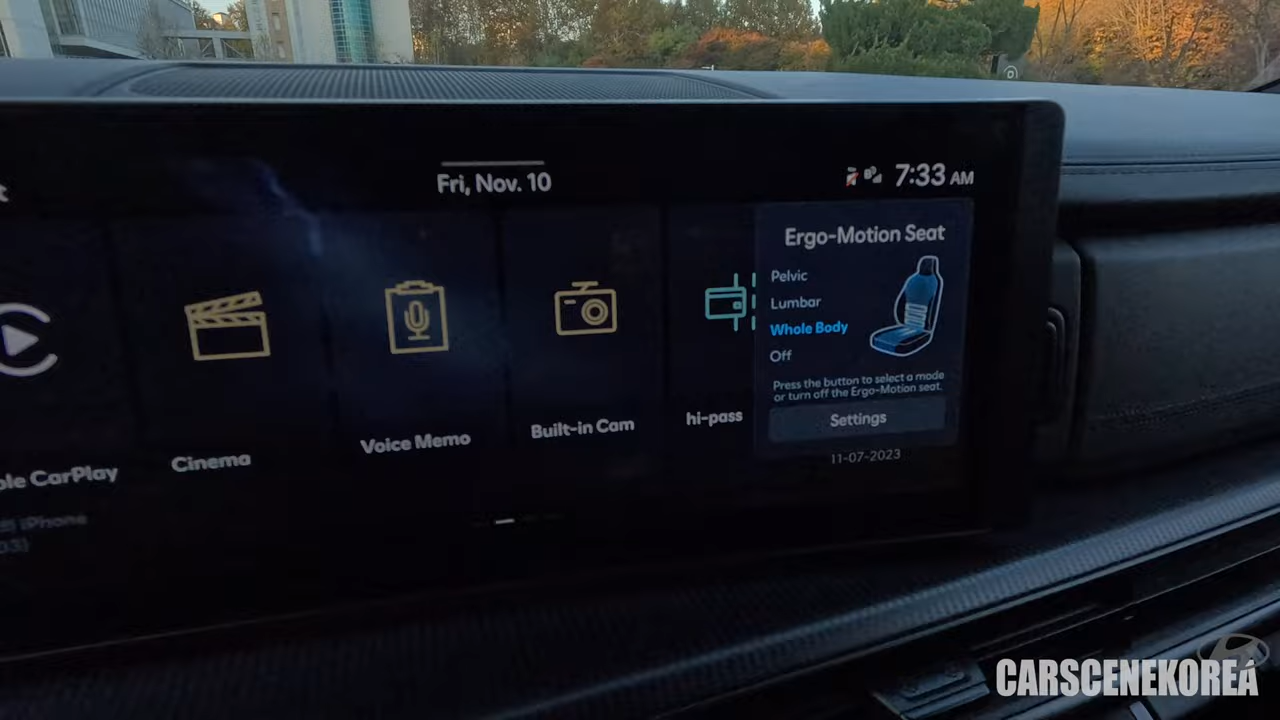 Fri, Nov. 10
7:33 AM
Ergo-Motion Seat
Pelvic
Lumbar
Whole Body
Off
Press the button to select a mode
or turn off the Ergo-Motion seat.
Settings
11-07-2023
hi-pass
Built-in Cam
Voice Memo
Cinema
CarPlay
iPhone
CARSCENEKOREA